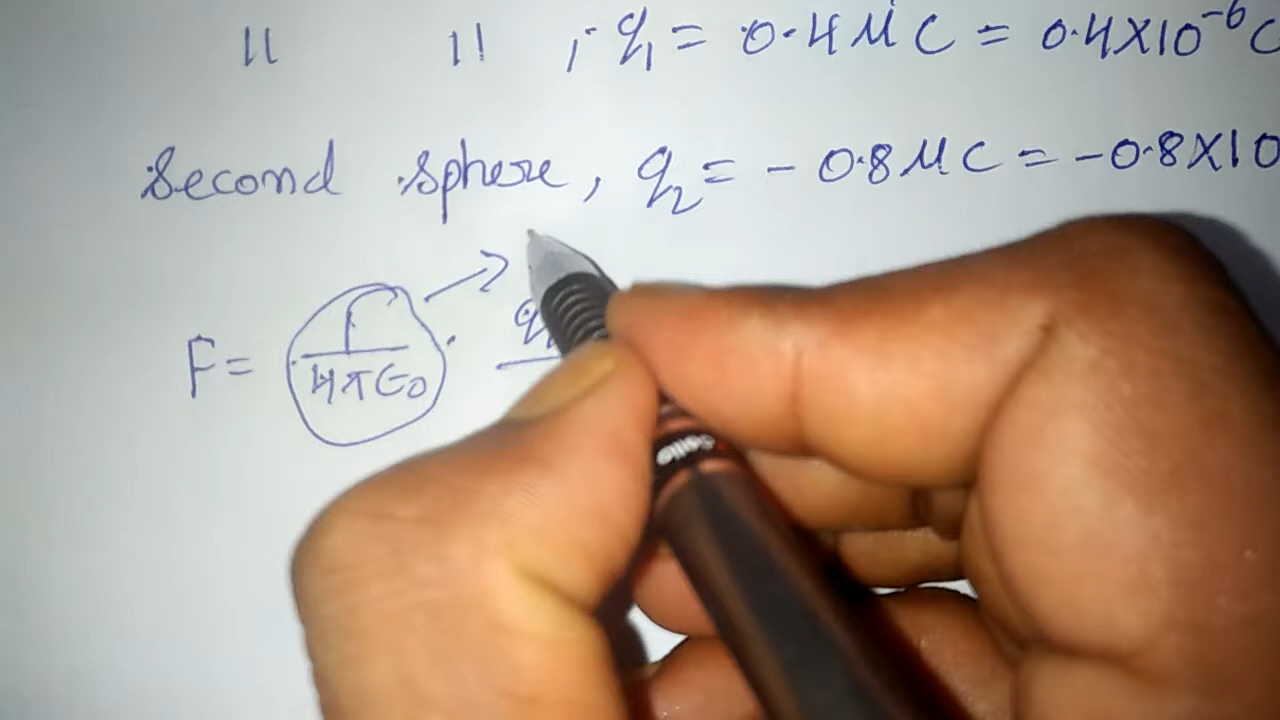 " " , q₁ = 0.4 μC = 0.4×10⁻⁶ C
Second sphere, q₂ = - 0.8 μC = -0.8×10
F = 1/4πϵ₀ . q →
Cello